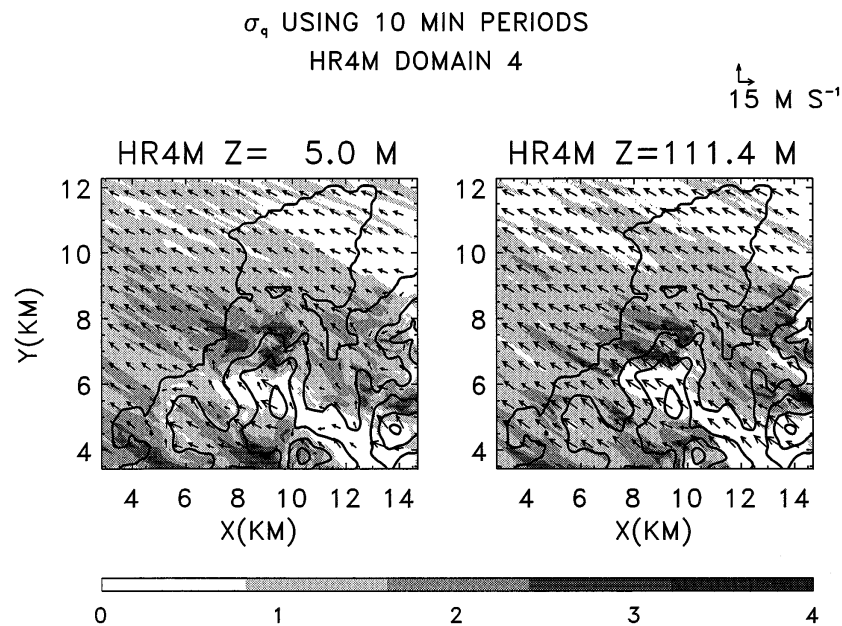 σq USING 10 MIN PERIODS
HR4M DOMAIN 4
15 M S⁻¹
HR4M Z= 5.0 M
HR4M Z=111.4 M
12
10
8
6
4
Y(KM)
4 6 8 10 12 14
X(KM)
12
10
8
6
4
4 6 8 10 12 14
X(KM)
0 1 2 3 4